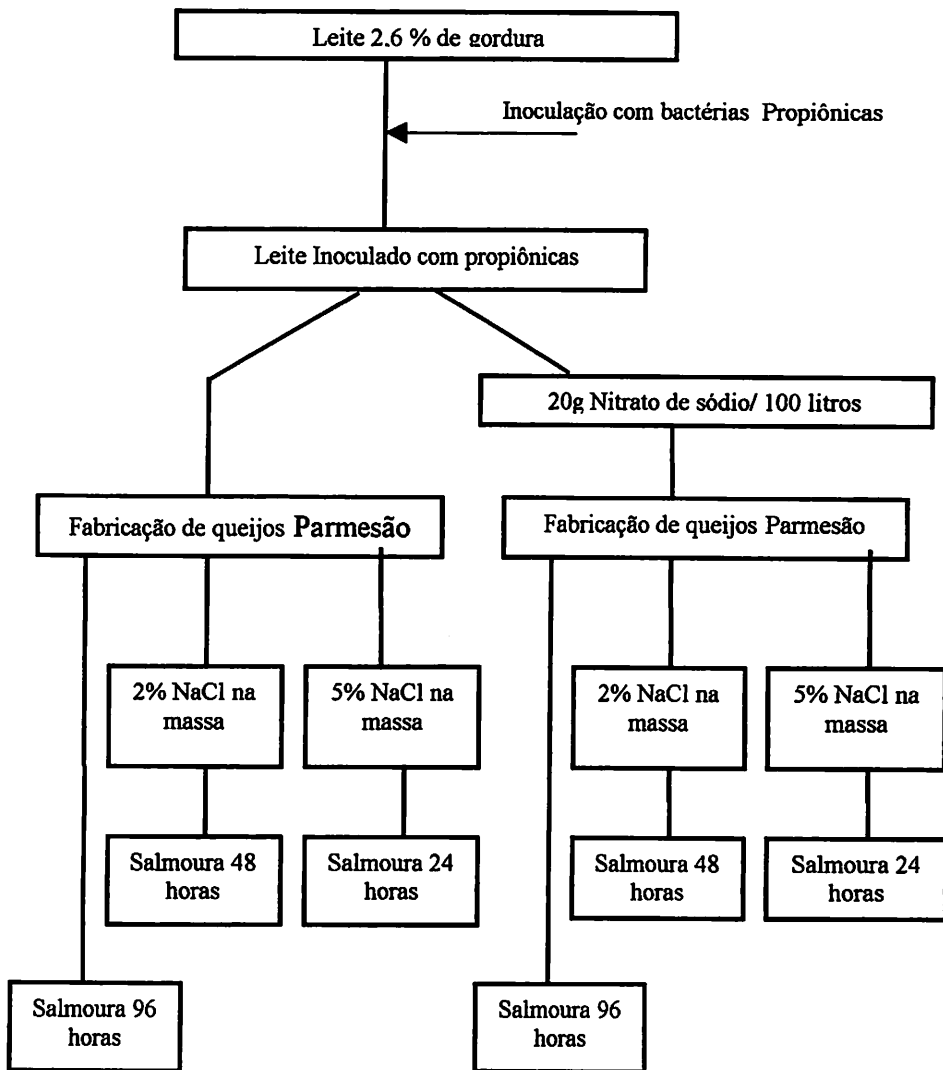 Leite 2.6 % de gordura
Inoculação com bactérias Propiônicas
Leite Inoculado com propiônicas
20g Nitrato de sódio/ 100 litros
Fabricação de queijos Parmesão
Fabricação de queijos Parmesão
2% NaCl na
massa
5% NaCl na
massa
2% NaCl na
massa
5% NaCl na
massa
Salmoura 48
horas
Salmoura 24
horas
Salmoura 48
horas
Salmoura 24
horas
Salmoura 96
horas
Salmoura 96
horas